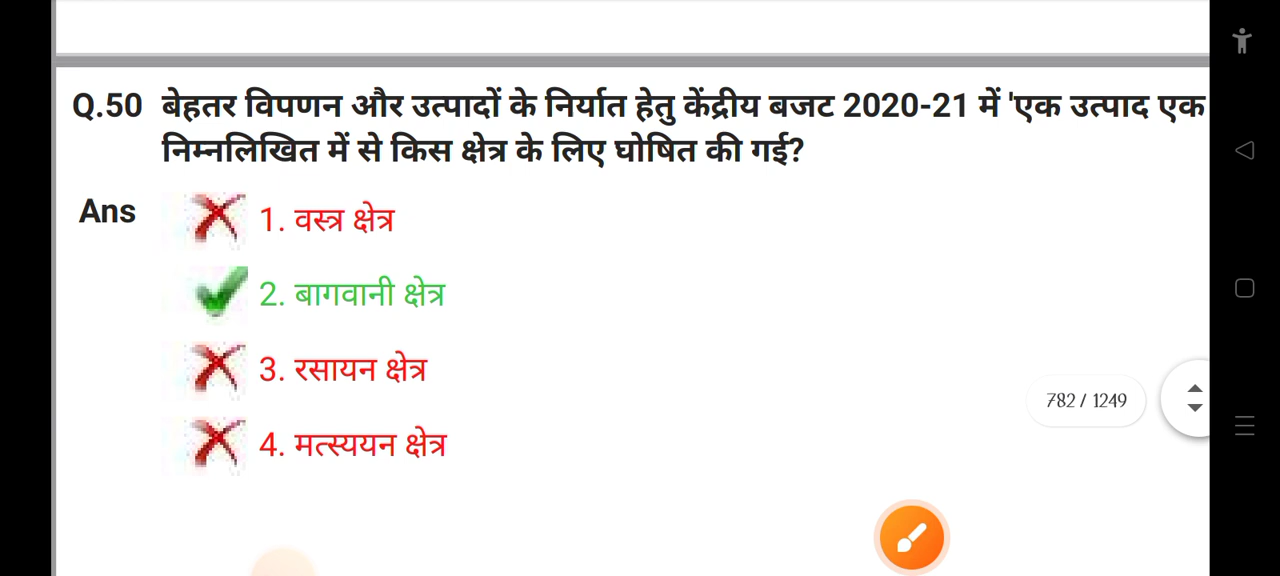 Q.50 बेहतर विपणन और उत्पादों के निर्यात हेतु केंद्रीय बजट 2020-21 में 'एक उत्पाद एक
निम्नलिखित में से किस क्षेत्र के लिए घोषित की गई?
Ans 1. वस्त्र क्षेत्र
2. बागवानी क्षेत्र
3. रसायन क्षेत्र
782 / 1249
4. मत्स्ययन क्षेत्र